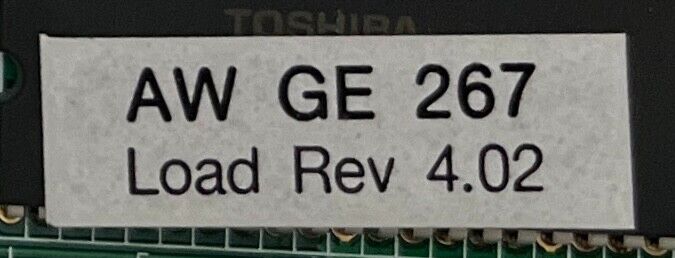 TOSHIBA
AW GE 267
Load Rev 4.02